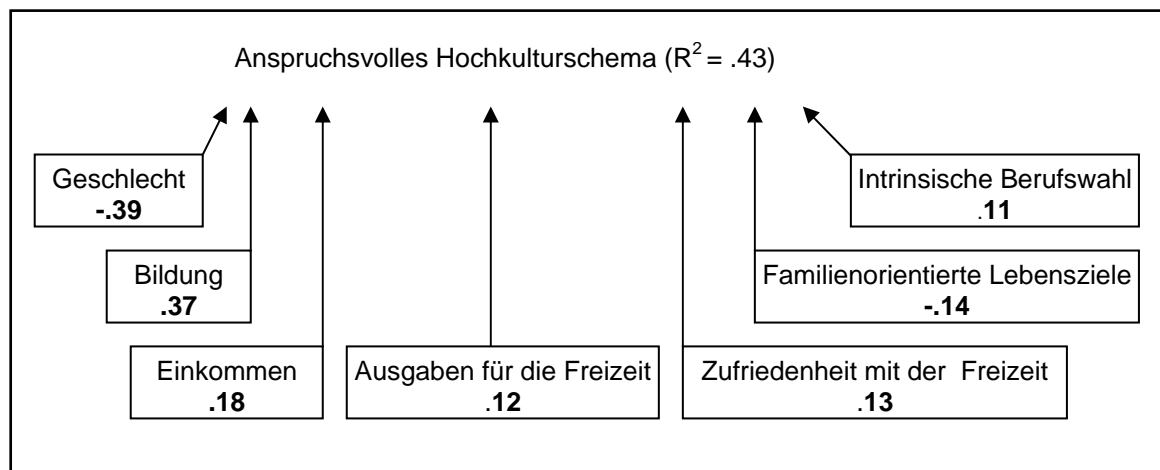 Anspruchsvolles Hochkulturschema (R² = .43)
Geschlecht
-.39
Intrinsische Berufswahl
.11
Bildung
.37
Familienorientierte Lebensziele
-.14
Einkommen
.18
Ausgaben für die Freizeit
.12
Zufriedenheit mit der Freizeit
.13